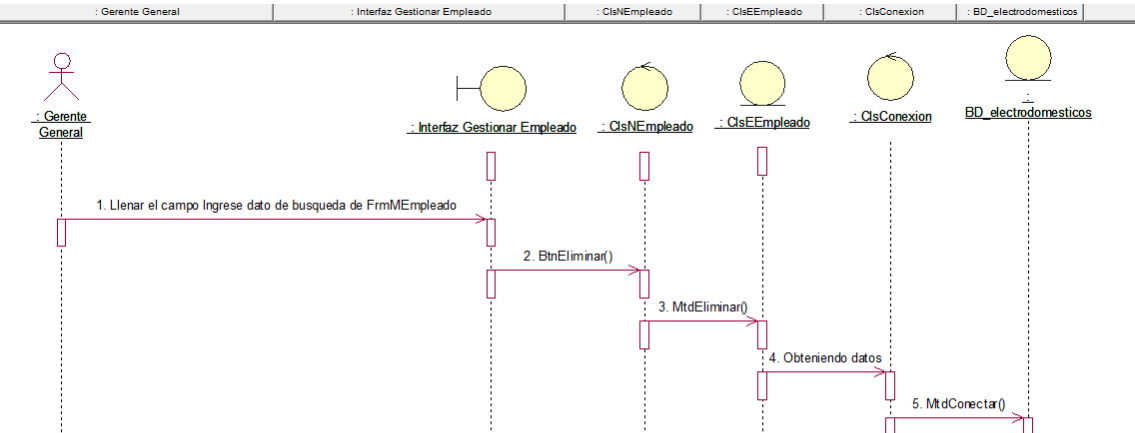 : Gerente General
: Interfaz Gestionar Empleado
: ClsNEmpleado
: ClsEEmpleado
: ClsConexion
: BD_electrodomesticos
: Gerente
General
: Interfaz Gestionar Empleado
: ClsNEmpleado
: ClsEEmpleado
: ClsConexion
:
BD_electrodomesticos
1. Llenar el campo Ingrese dato de busqueda de FrmMEmpleado
2. BtnEliminar()
3. MtdEliminar()
4. Obteniendo datos
5. MtdConectar()